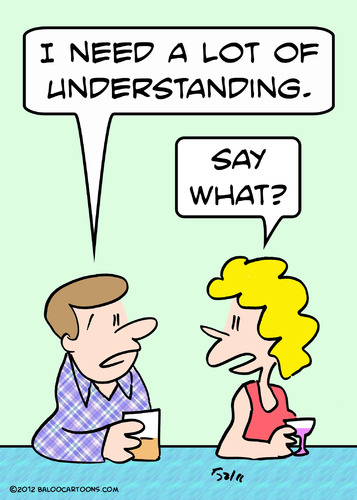 I NEED A LOT OF
UNDERSTANDING.
SAY
WHAT?
©2012 BALOOCARTOONS.COM